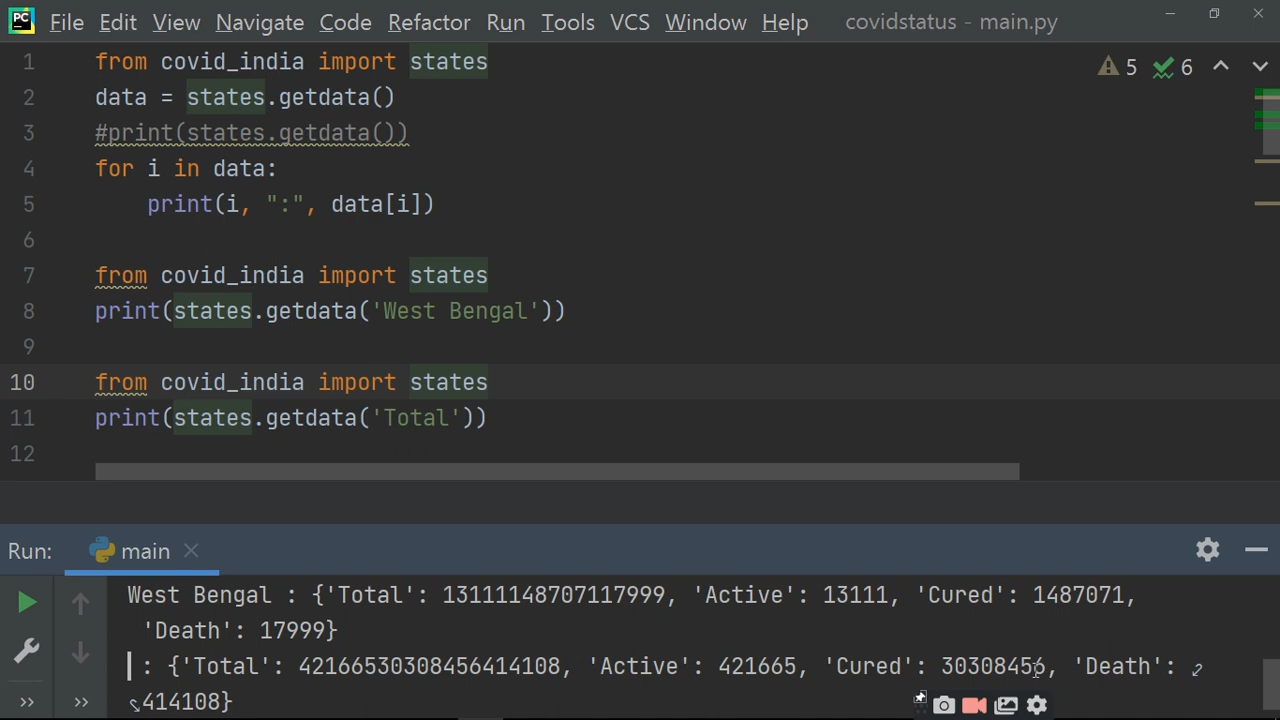 PC File Edit View Navigate Code Refactor Run Tools VCS Window Help covidstatus - main.py
1 from covid_india import states
5 6
2 data = states.getdata()
3 #print(states.getdata())
4 for i in data:
5 print(i, ":", data[i])
6
7 from covid_india import states
8 print(states.getdata('West Bengal'))
9
10 from covid_india import states
11 print(states.getdata('Total'))
12
Run: main
West Bengal : {'Total': 13111148707117999, 'Active': 13111, 'Cured': 1487071,
'Death': 17999}
: {'Total': 42166530308456414108, 'Active': 421665, 'Cured': 30308456, 'Death':
414108}